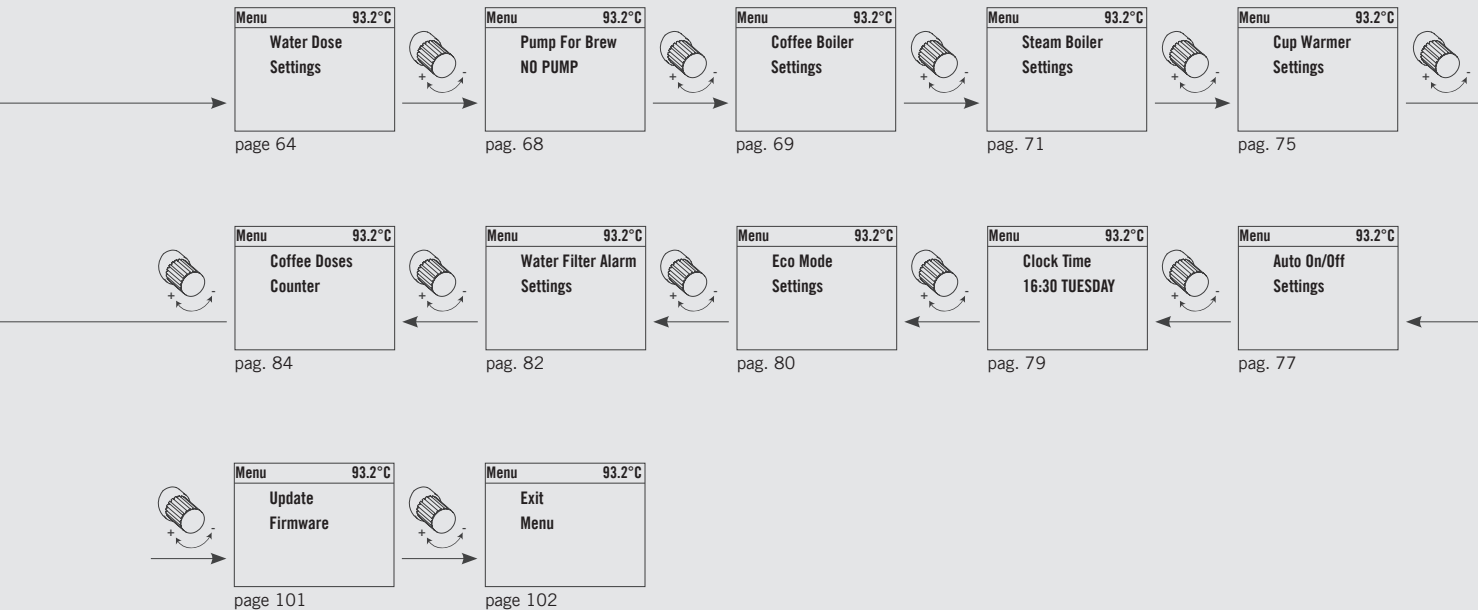 Menu 93.2°C
Water Dose
Settings
page 64
Menu 93.2°C
Pump For Brew
NO PUMP
pag. 68
Menu 93.2°C
Coffee Boiler
Settings
pag. 69
Menu 93.2°C
Steam Boiler
Settings
pag. 71
Menu 93.2°C
Cup Warmer
Settings
pag. 75
+ -
+ -
+ -
+ -
+ -
Menu 93.2°C
Coffee Doses
Counter
pag. 84
Menu 93.2°C
Water Filter Alarm
Settings
pag. 82
Menu 93.2°C
Eco Mode
Settings
pag. 80
Menu 93.2°C
Clock Time
16:30 TUESDAY
pag. 79
Menu 93.2°C
Auto On/Off
Settings
pag. 77
+ -
+ -
+ -
+ -
+ -
Menu 93.2°C
Update
Firmware
page 101
Menu 93.2°C
Exit
Menu
page 102
+ -
+ -